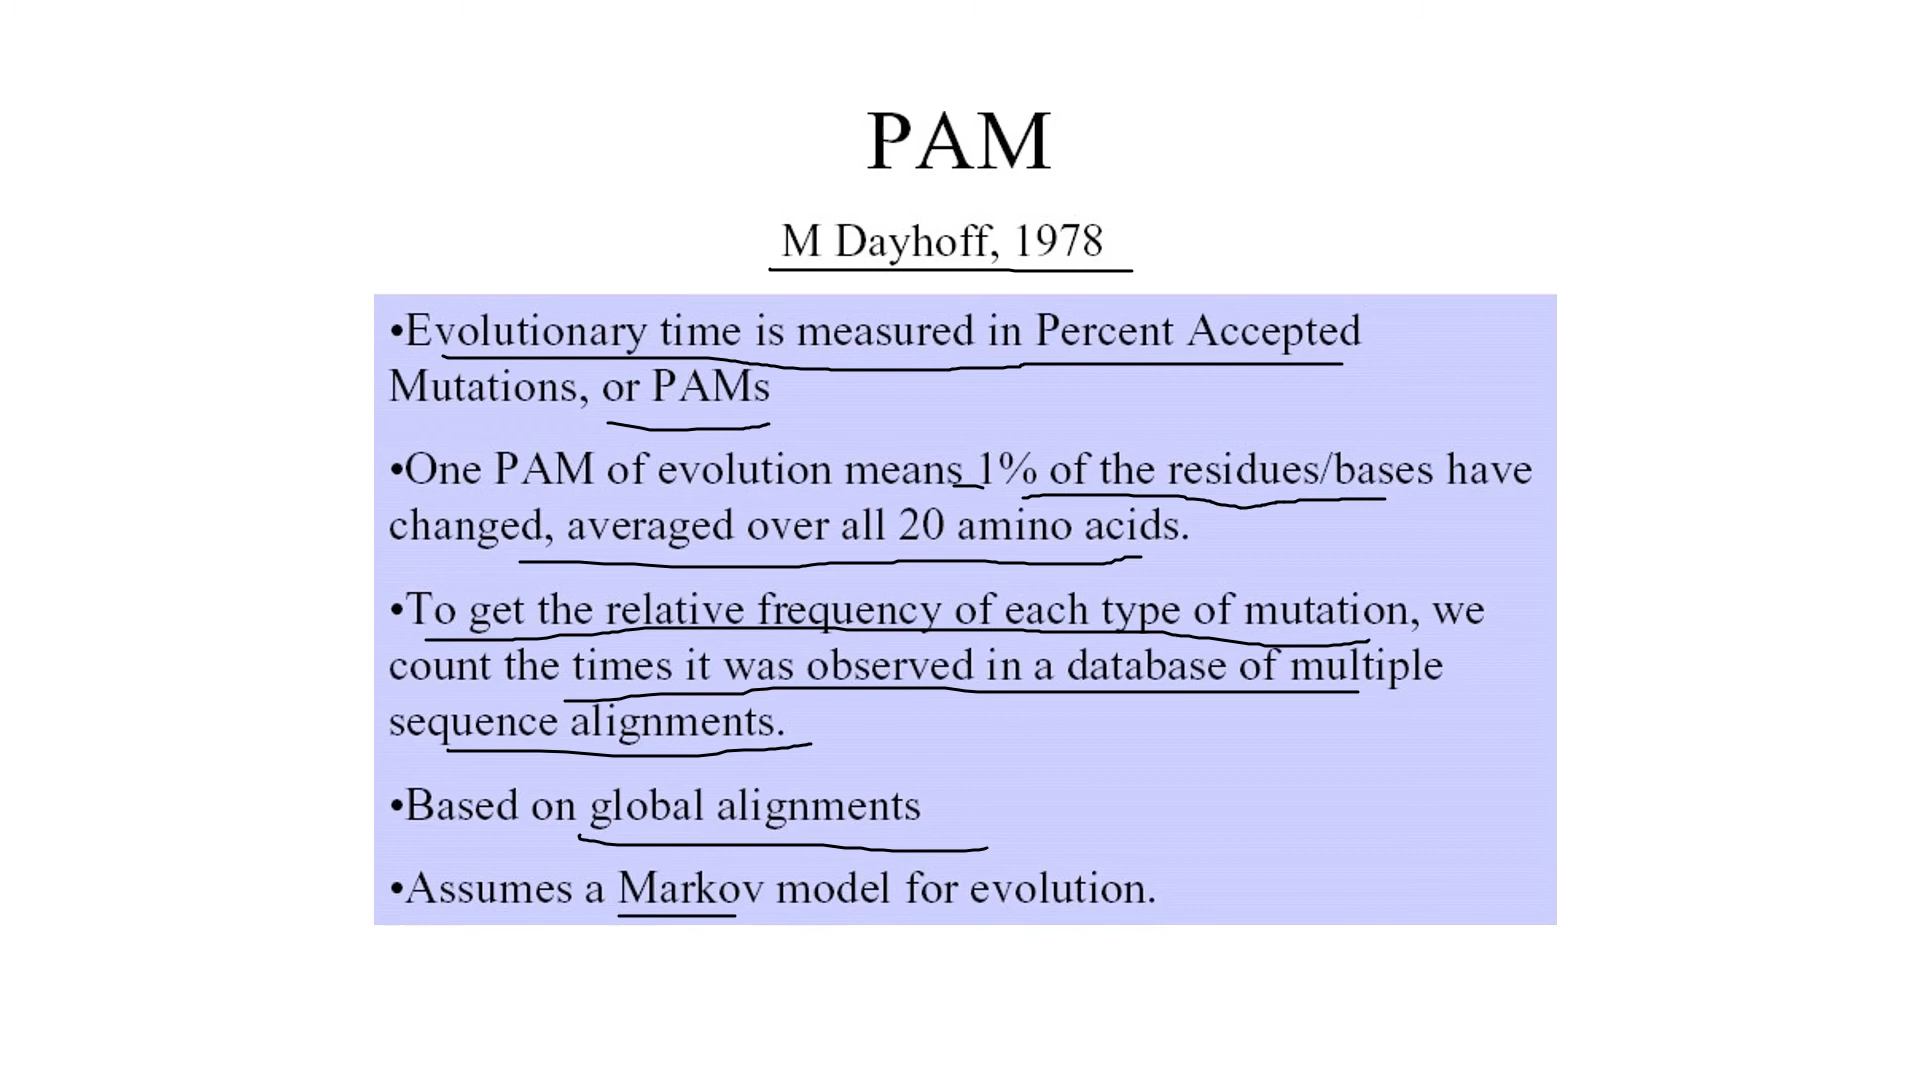 PAM
M Dayhoff, 1978
•Evolutionary time is measured in Percent Accepted
Mutations, or PAMs
•One PAM of evolution means 1% of the residues/bases have
changed, averaged over all 20 amino acids.
•To get the relative frequency of each type of mutation, we
count the times it was observed in a database of multiple
sequence alignments.
•Based on global alignments
•Assumes a Markov model for evolution.